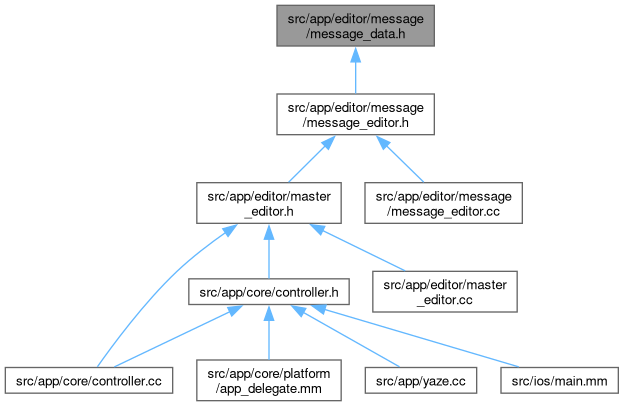 src/app/editor/message
/message_data.h
src/app/editor/message
/message_editor.h
src/app/editor/master
_editor.h
src/app/editor/message
/message_editor.cc
src/app/core/controller.h
src/app/editor/master
_editor.cc
src/app/core/controller.cc
src/app/core/platform
/app_delegate.mm
src/app/yaze.cc
src/ios/main.mm